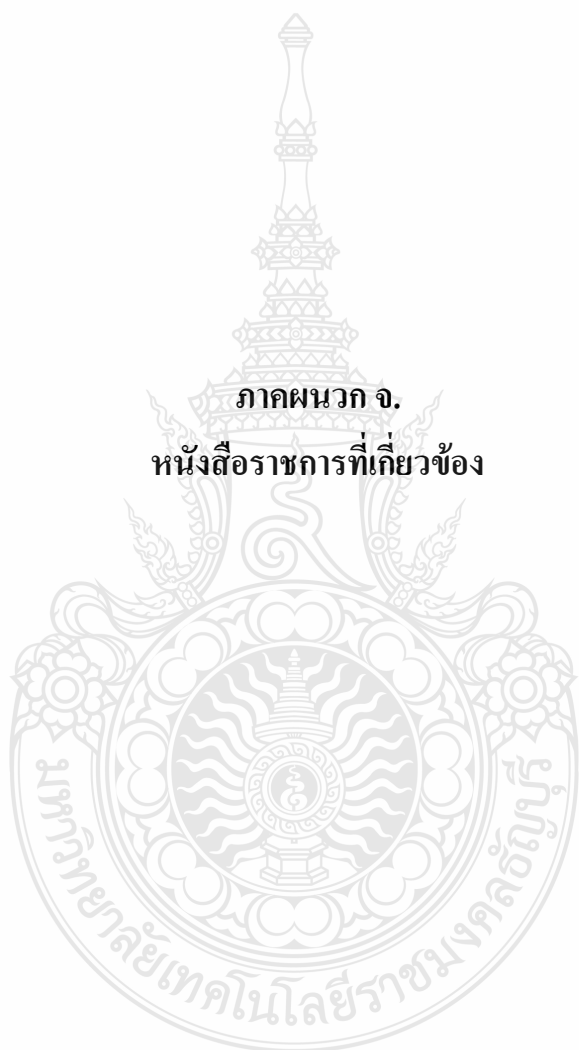 ภาคผนวก จ.
หนังสือราชการที่เกี่ยวข้อง
มหาวิทยาลัยเทคโนโลยีราชมงคลธัญบุรี